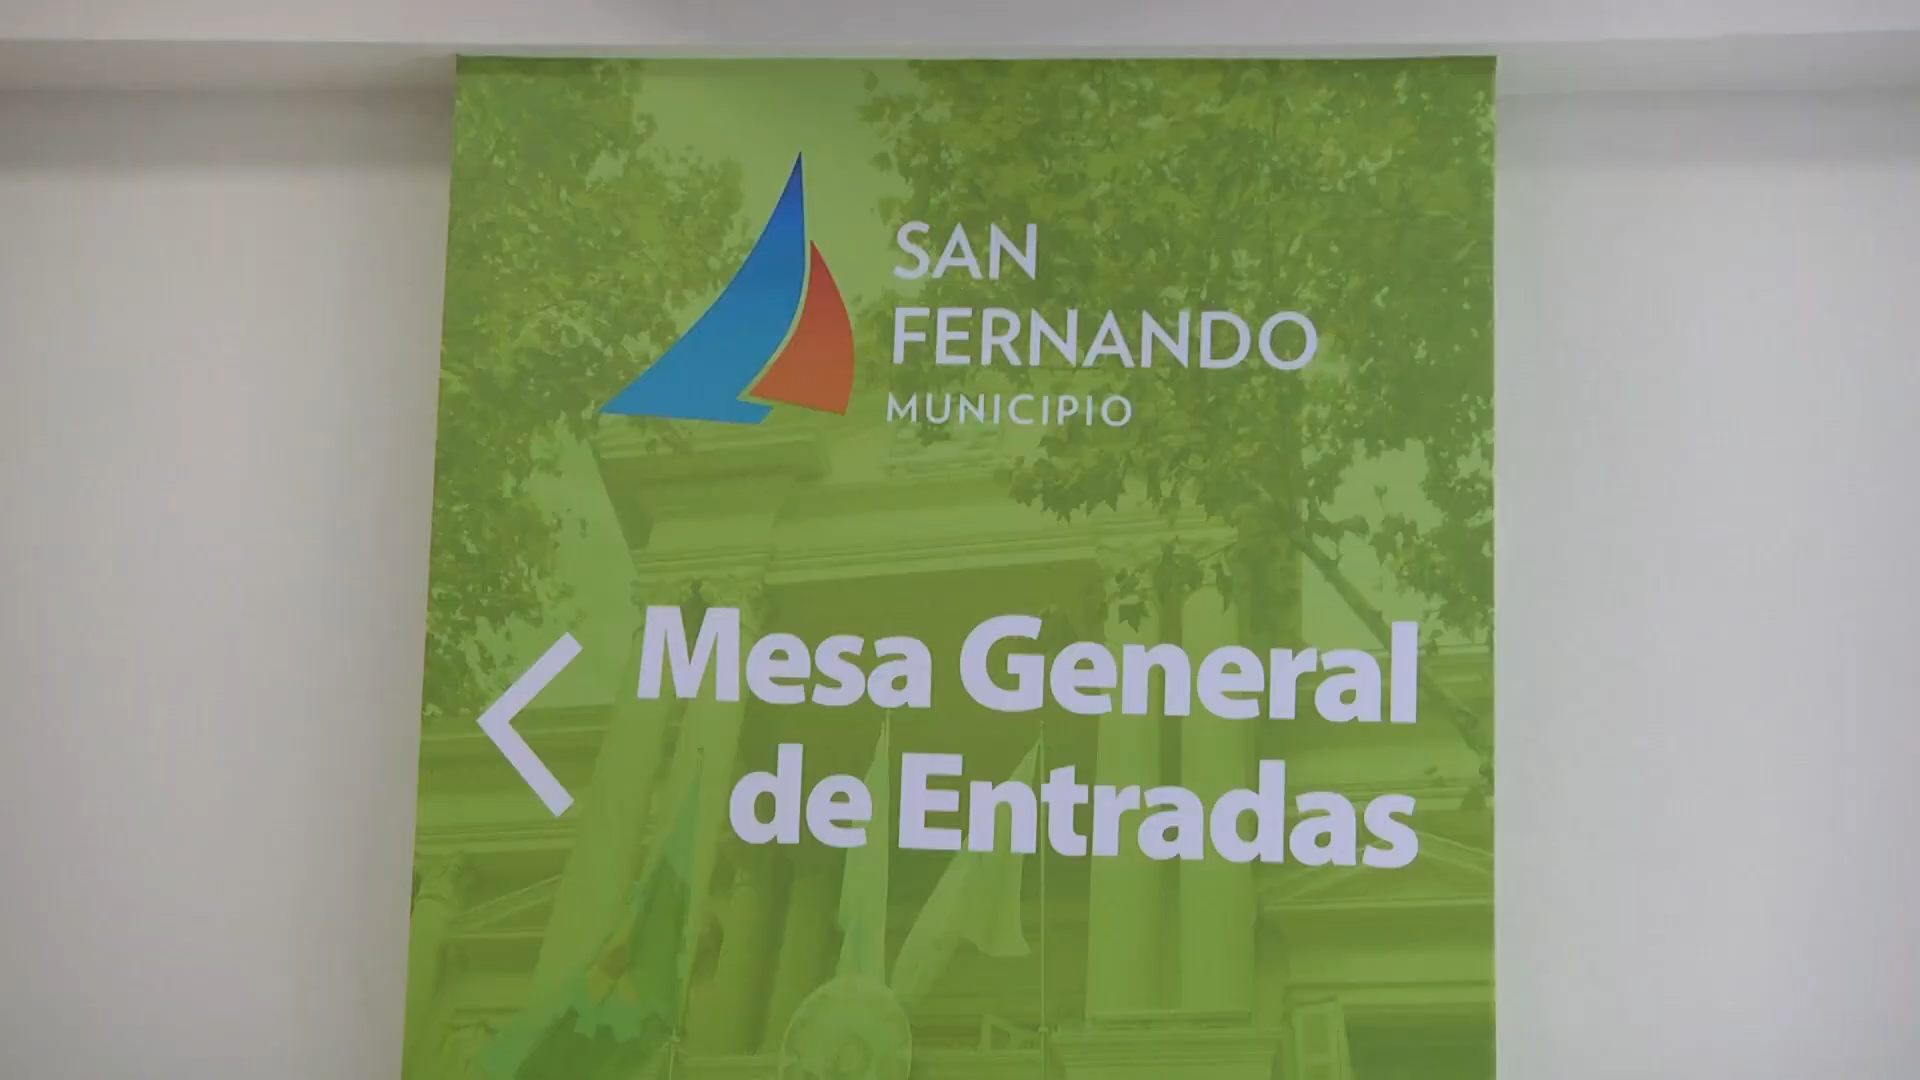 SAN
FERNANDO
MUNICIPIO
Mesa General
de Entradas